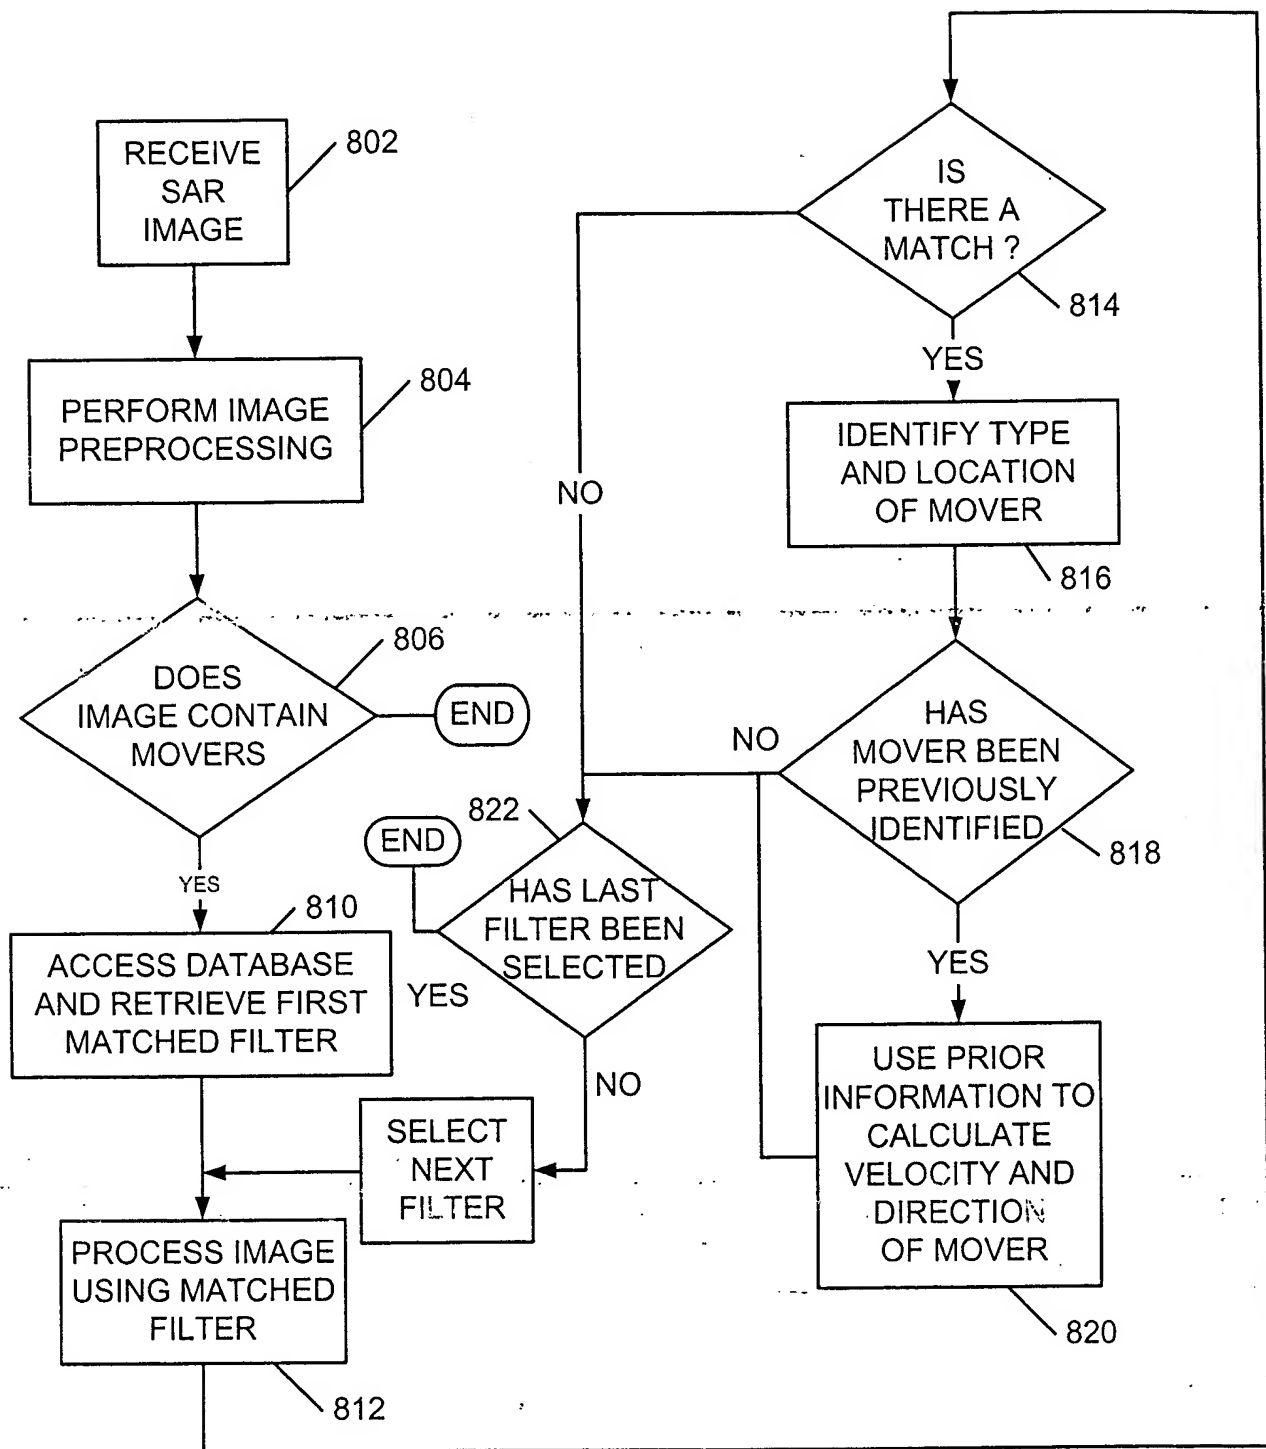 RECEIVE
SAR
IMAGE
802
PERFORM IMAGE
PREPROCESSING
804
DOES
IMAGE CONTAIN
MOVERS
806
END
YES
810
ACCESS DATABASE
AND RETRIEVE FIRST
MATCHED FILTER
PROCESS IMAGE
USING MATCHED
FILTER
812
IS
THERE A
MATCH ?
814
YES
NO
IDENTIFY TYPE
AND LOCATION
OF MOVER
816
HAS
MOVER BEEN
PREVIOUSLY
IDENTIFIED
818
NO
YES
USE PRIOR
INFORMATION TO
CALCULATE
VELOCITY AND
DIRECTION
OF MOVER
820
822
HAS LAST
FILTER BEEN
SELECTED
END
YES
NO
SELECT
NEXT
FILTER